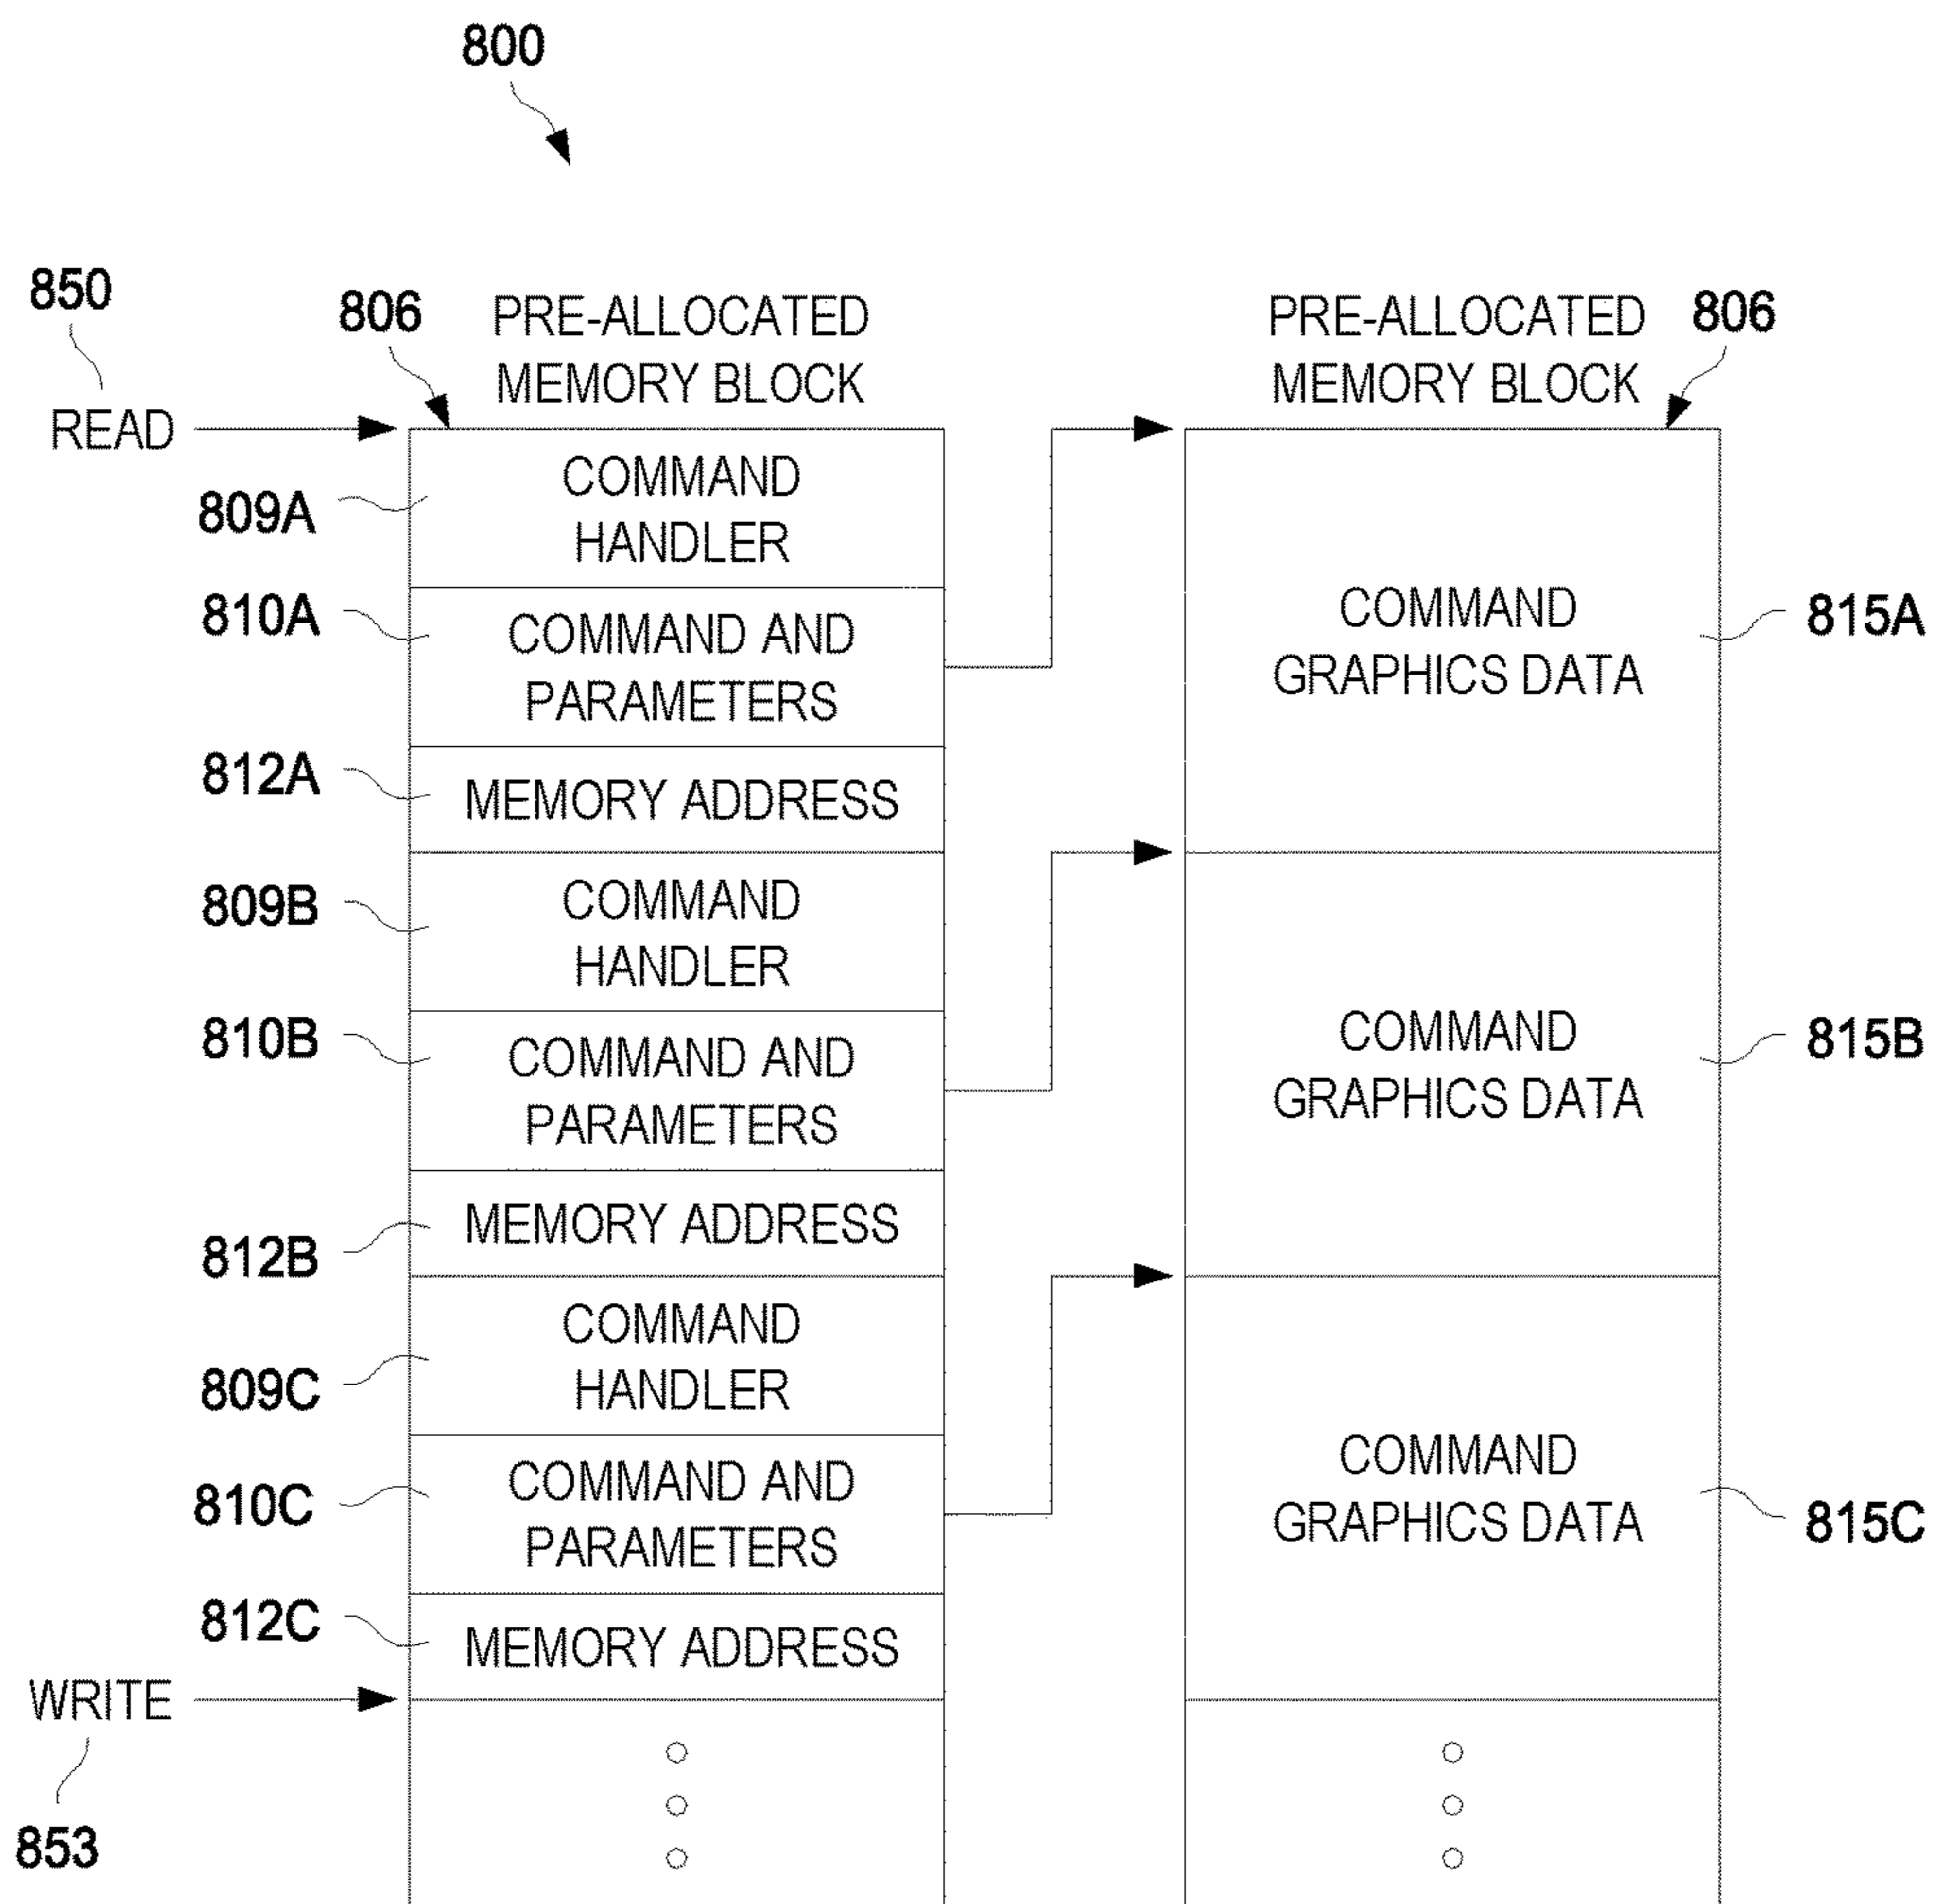 800
850
806
PRE-ALLOCATED
MEMORY BLOCK
PRE-ALLOCATED
MEMORY BLOCK
806
READ
809A
COMMAND
HANDLER
810A
COMMAND AND
PARAMETERS
COMMAND
GRAPHICS DATA
815A
812A
MEMORY ADDRESS
809B
COMMAND
HANDLER
810B
COMMAND AND
PARAMETERS
COMMAND
GRAPHICS DATA
815B
812B
MEMORY ADDRESS
809C
COMMAND
HANDLER
810C
COMMAND AND
PARAMETERS
COMMAND
GRAPHICS DATA
815C
812C
MEMORY ADDRESS
WRITE
853